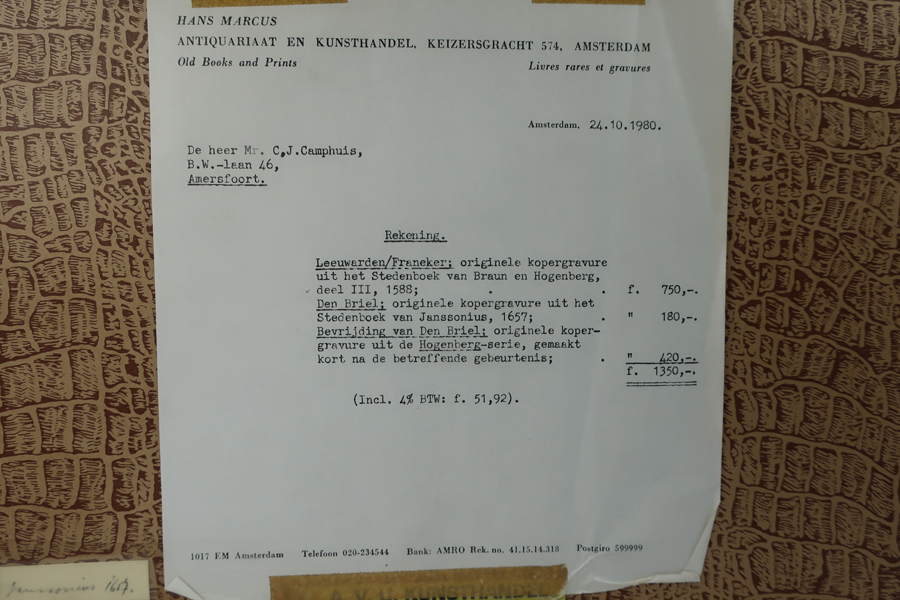 HANS MARCUS
ANTIQUARIAAT EN KUNSTHANDEL, KEIZERSGRACHT 574, AMSTERDAM
Old Books and Prints Livres rares et gravures
Amsterdam, 24.10.1980.
De heer Mr. C.J.Camphuis,
B.W.-laan 46,
Amersfoort.
Rekening.
Leeuwarden/Franeker; originele kopergravure
uit het Stedenboek van Braun en Hogenberg,
deel III, 1588; . . f. 750,-.
Den Briel; originele kopergravure uit het
Stedenboek van Janssonius, 1657; . " 180,-.
Bevrijding van Den Briel; originele koper-
gravure uit de Hogenberg-serie, gemaakt
kort na de betreffende gebeurtenis; . " 420,-.
f. 1350,-.
(Incl. 4% BTW: f. 51,92).
1017 EM Amsterdam Telefoon 020-234544 Bank: AMRO Rek. no. 41.15.14.318 Postgiro 599999
Janssonius 1657.
KUNSTHANDEL